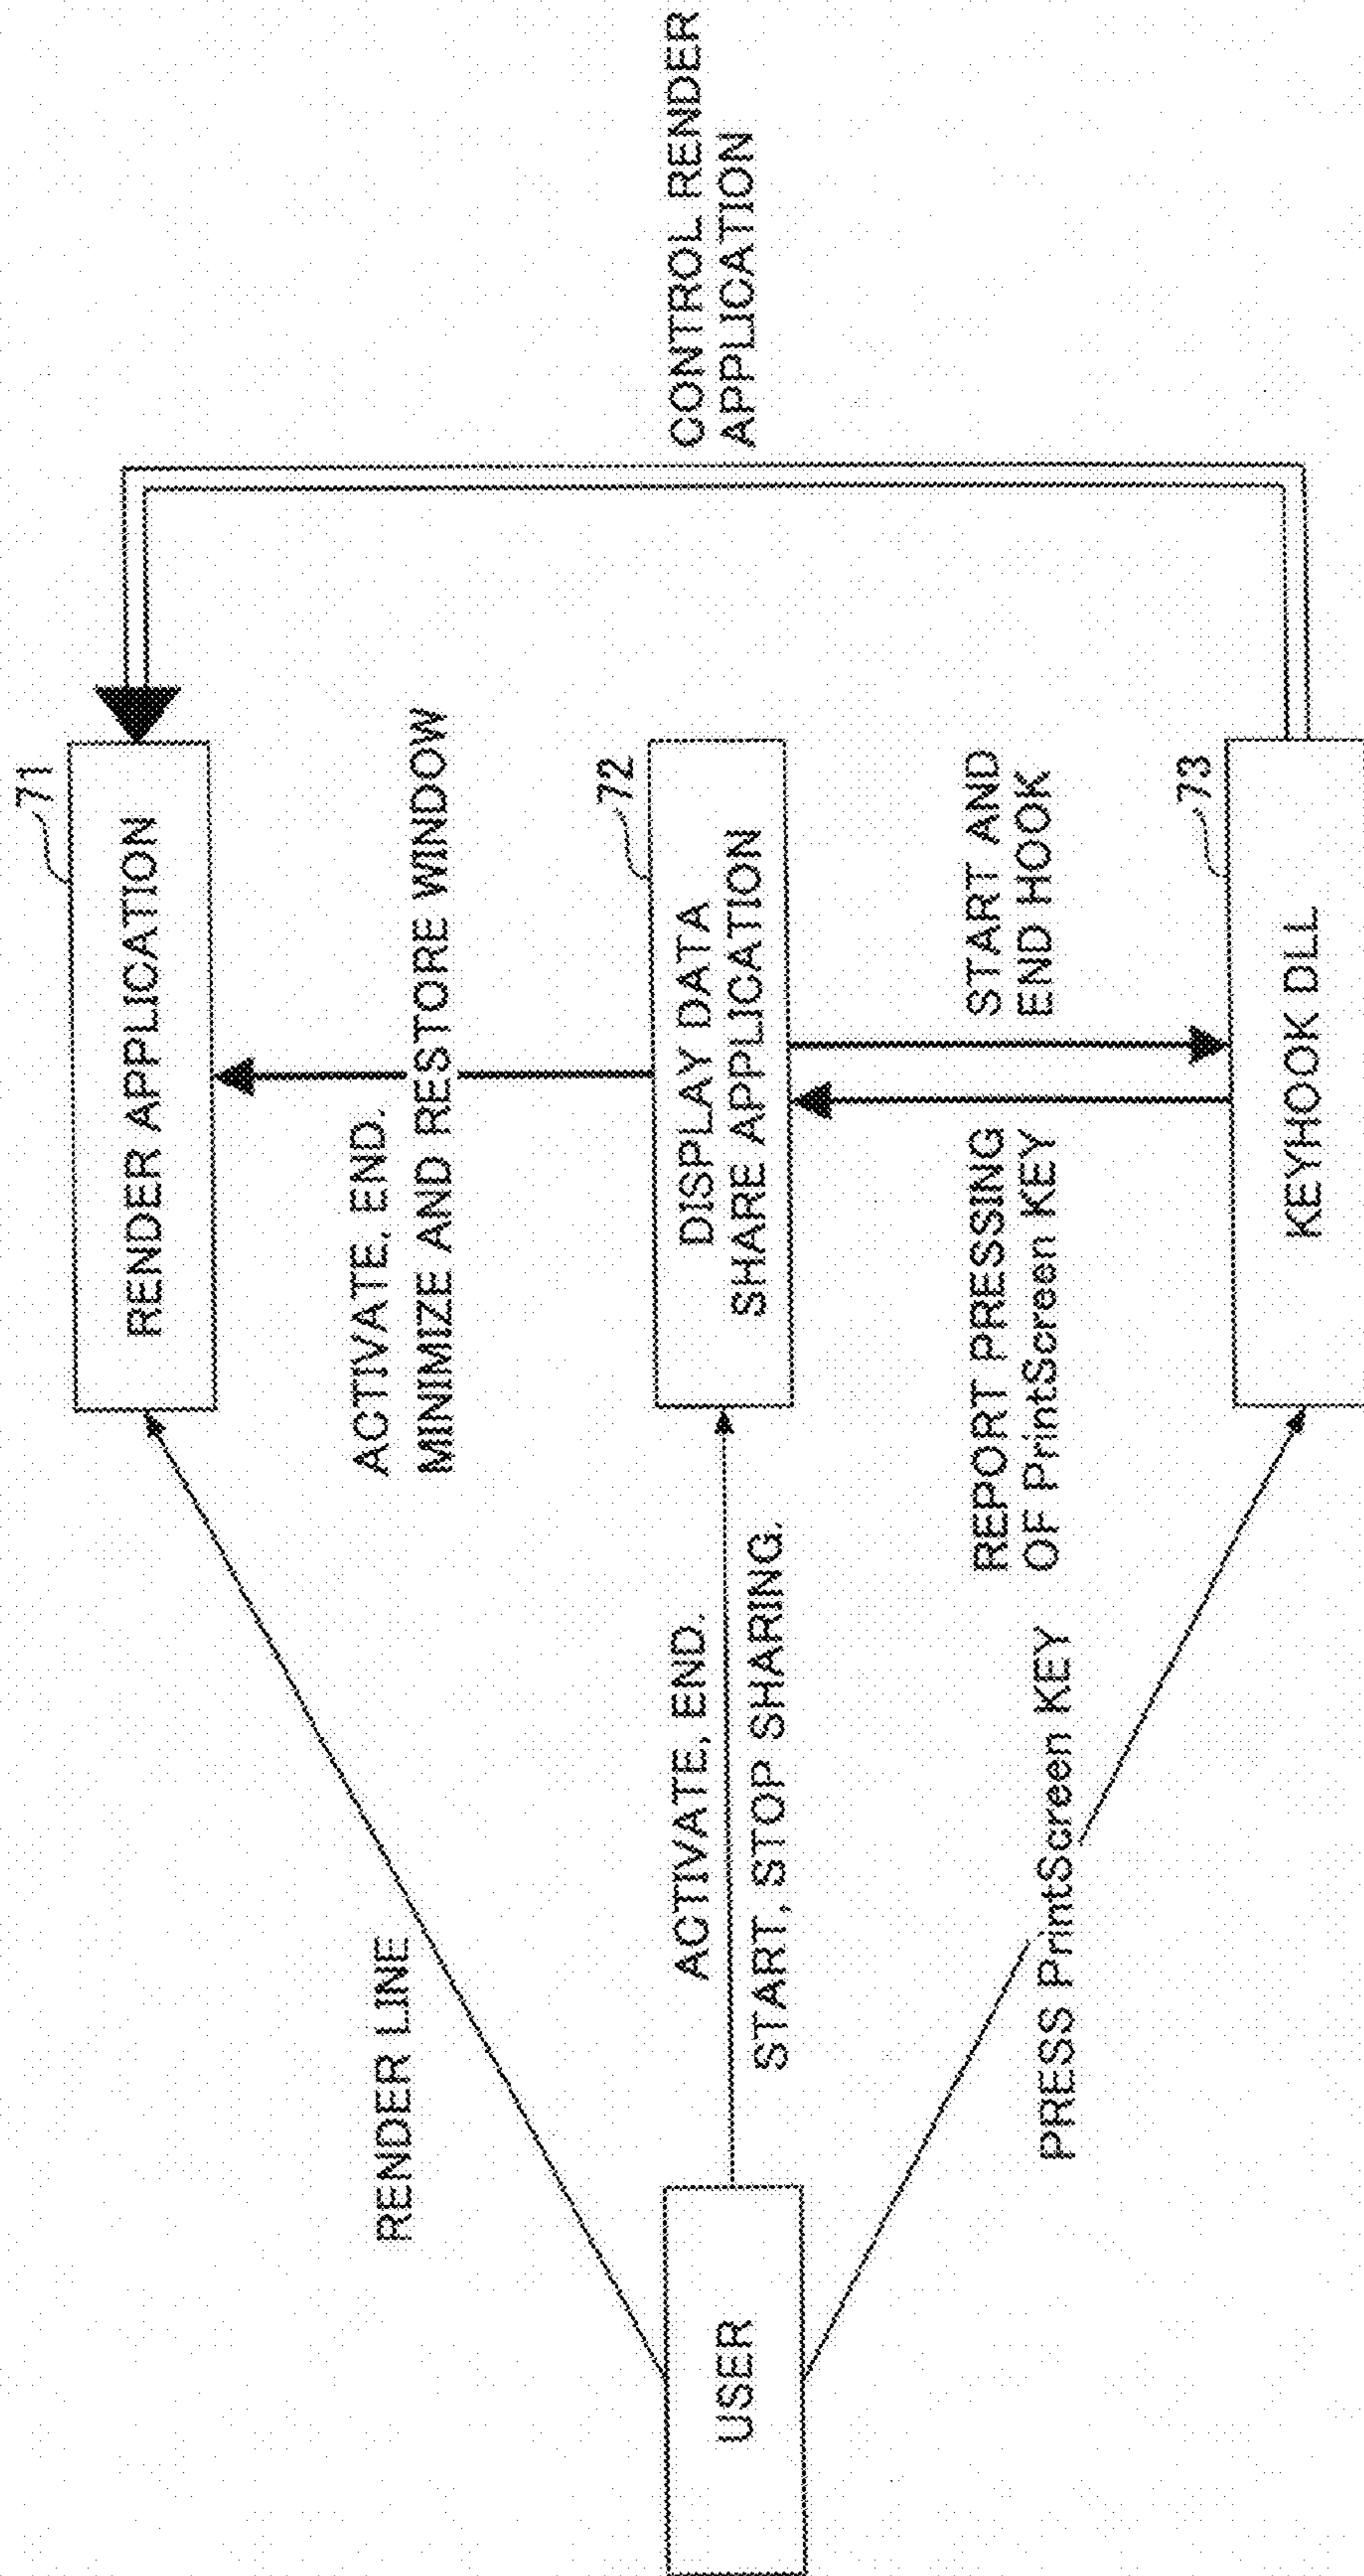 71
RENDER APPLICATION
RENDER LINE
ACTIVATE, END.
MINIMIZE AND RESTORE WINDOW
CONTROL RENDER
APPLICATION
72
DISPLAY DATA
SHARE APPLICATION
USER
ACTIVATE, END.
START, STOP SHARING.
REPORT PRESSING
OF PrintScreen KEY
START AND
END HOOK
PRESS PrintScreen KEY
73
KEYHOOK DLL